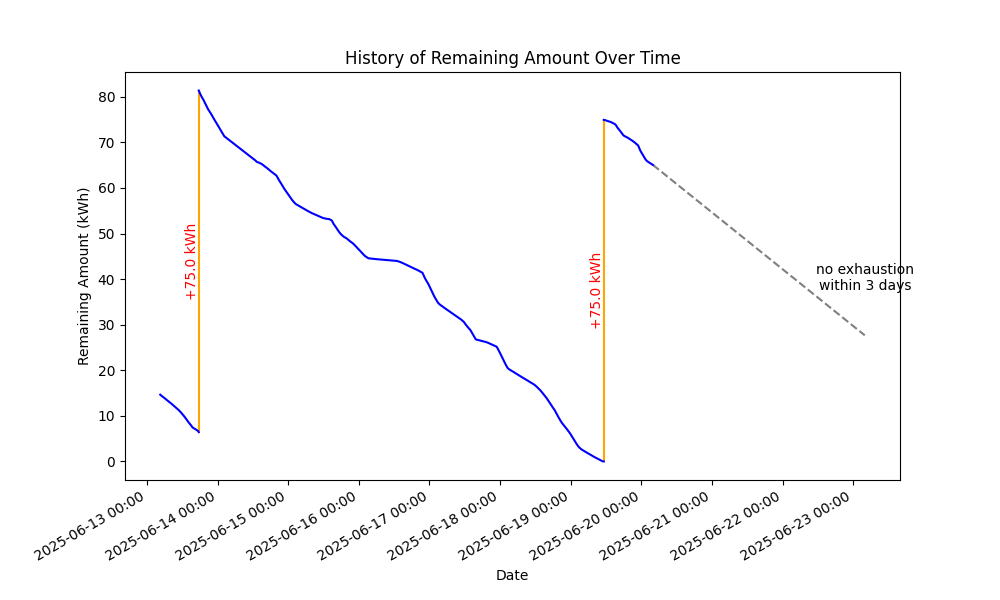 History of Remaining Amount Over Time
Remaining Amount (kWh)
80
70
60
50
40
30
20
10
0
+75.0 kWh
+75.0 kWh
no exhaustion
within 3 days
2025-06-13 00:00
2025-06-14 00:00
2025-06-15 00:00
2025-06-16 00:00
2025-06-17 00:00
2025-06-18 00:00
2025-06-19 00:00
2025-06-20 00:00
2025-06-21 00:00
2025-06-22 00:00
2025-06-23 00:00
Date